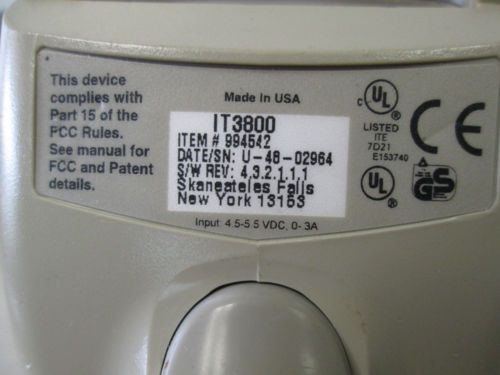 This device
complies with
Part 15 of the
FCC Rules.
See manual for
FCC and Patent
details.
Made In USA
IT3800
ITEM # 994542
DATE/SN: U-48-02964
S/W REV: 4.3.2.1.1.1
Skaneateles Falls
New York 13153
Input: 4.5-5.5 VDC, 0-.3A
c UL ®
LISTED
ITE
7D21
E153740
CE
UL
GS